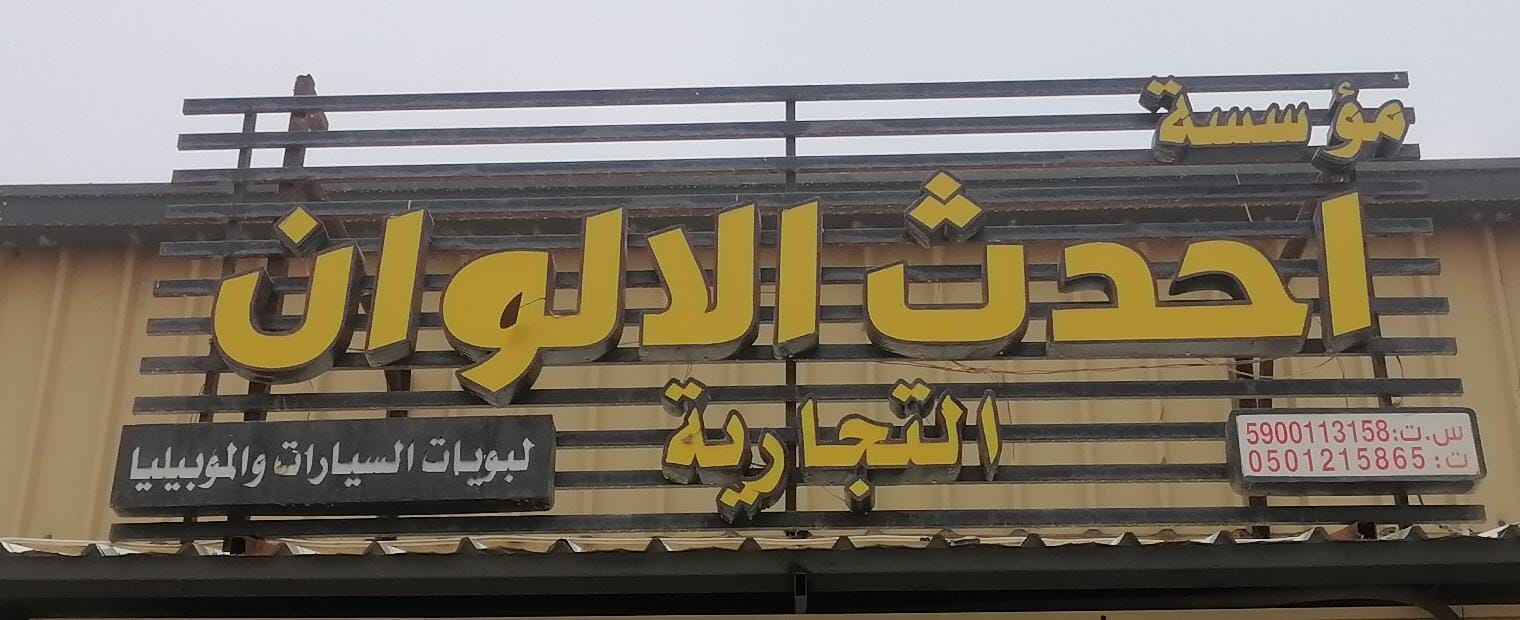 مؤسسة
احدث الالوان
التجارية
س.ت:5900113158
ت: 0501215865
لبويات السيارات والموبيليا